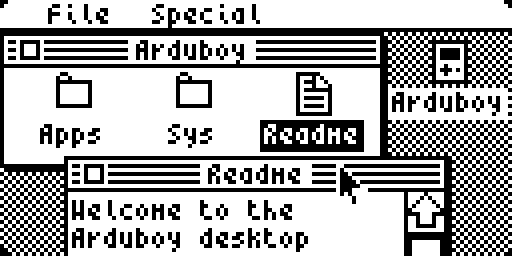 File Special
Arduboy
Arduboy
Apps Sys Readme
Readme
Welcome to the
Arduboy desktop